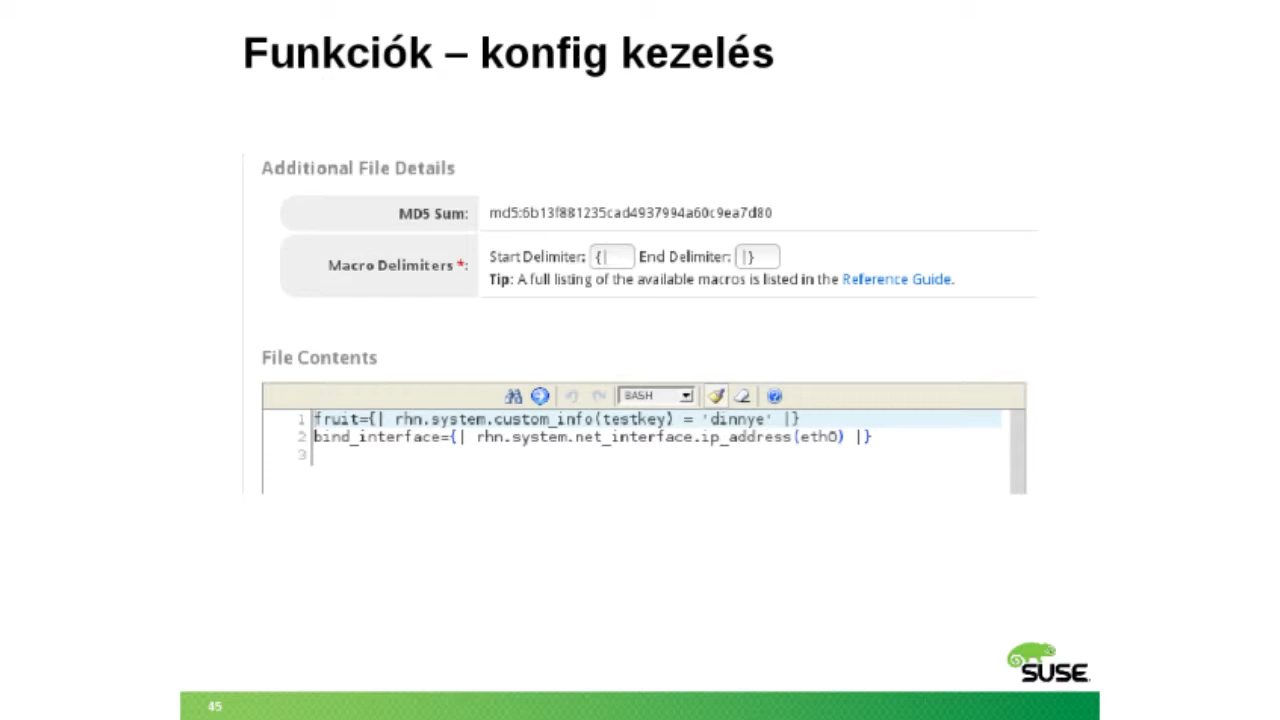 Funkciók – konfig kezelés
Additional File Details
MD5 Sum: md5:6b13f881235cad4937994a60c9ea7d80
Macro Delimiters *: Start Delimiter: {| End Delimiter: |}
Tip: A full listing of the available macros is listed in the Reference Guide.
File Contents
BASH
1 fruit={| rhn.system.custom_info(testkey) = 'dinnye' |}
2 bind_interface={| rhn.system.net_interface.ip_address(eth0) |}
3
SUSE
45